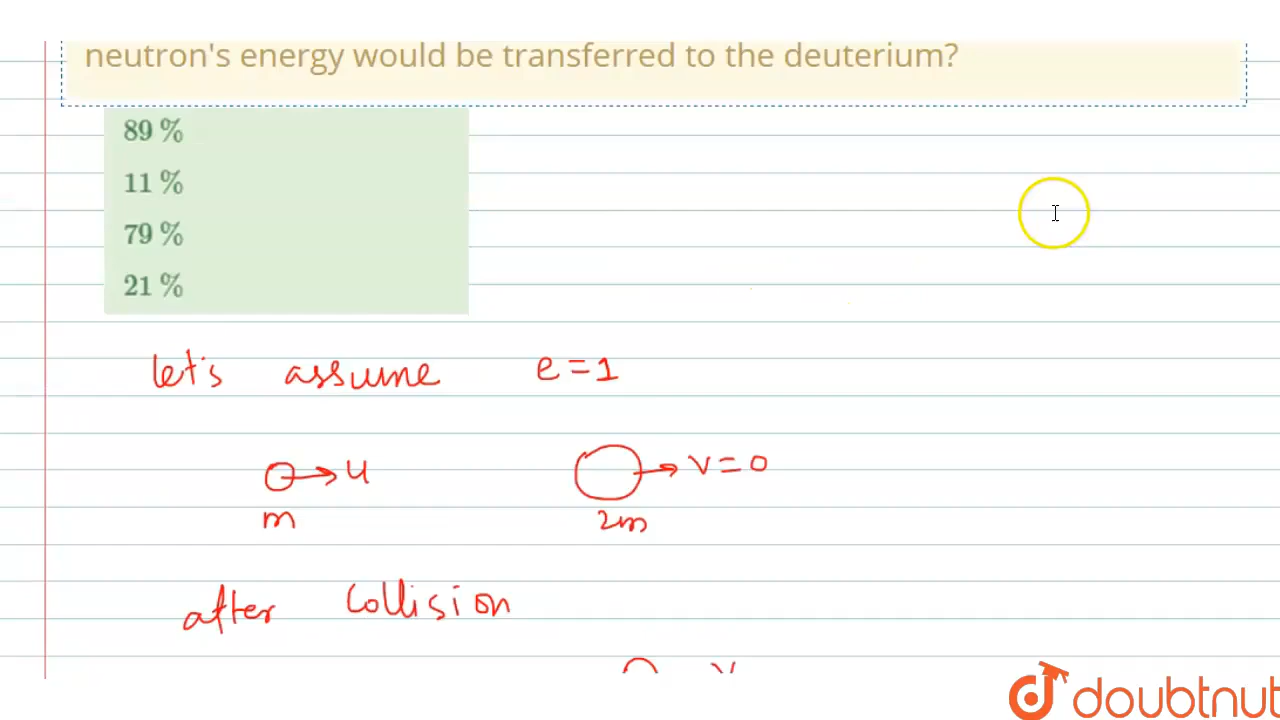 neutron's energy would be transferred to the deuterium?
89 %
11 %
79 %
21 %
let's assume e = 1
u v = 0
m 2m
after collision
v
doubtnut